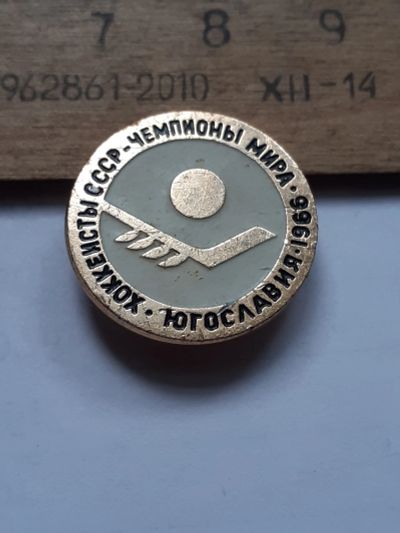 7 8 9
962861-2010 XII-14
ХОККЕИСТЫ СССР-ЧЕМПИОНЫ МИРА·
ЮГОСЛАВИЯ·1966·